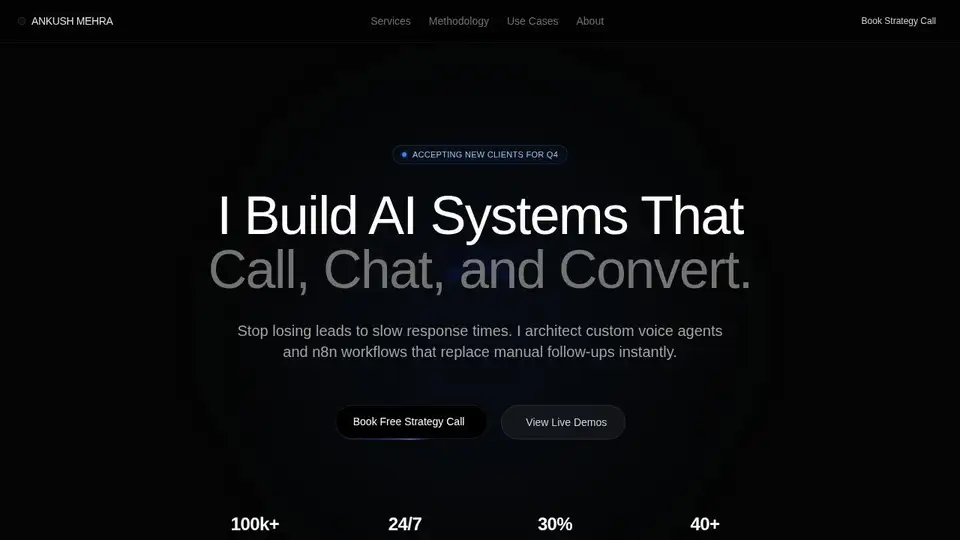 ANKUSH MEHRA
Services Methodology Use Cases About
Book Strategy Call
ACCEPTING NEW CLIENTS FOR Q4
I Build AI Systems That
Call, Chat, and Convert.
Stop losing leads to slow response times. I architect custom voice agents
and n8n workflows that replace manual follow-ups instantly.
Book Free Strategy Call
View Live Demos
100k+ 24/7 30% 40+